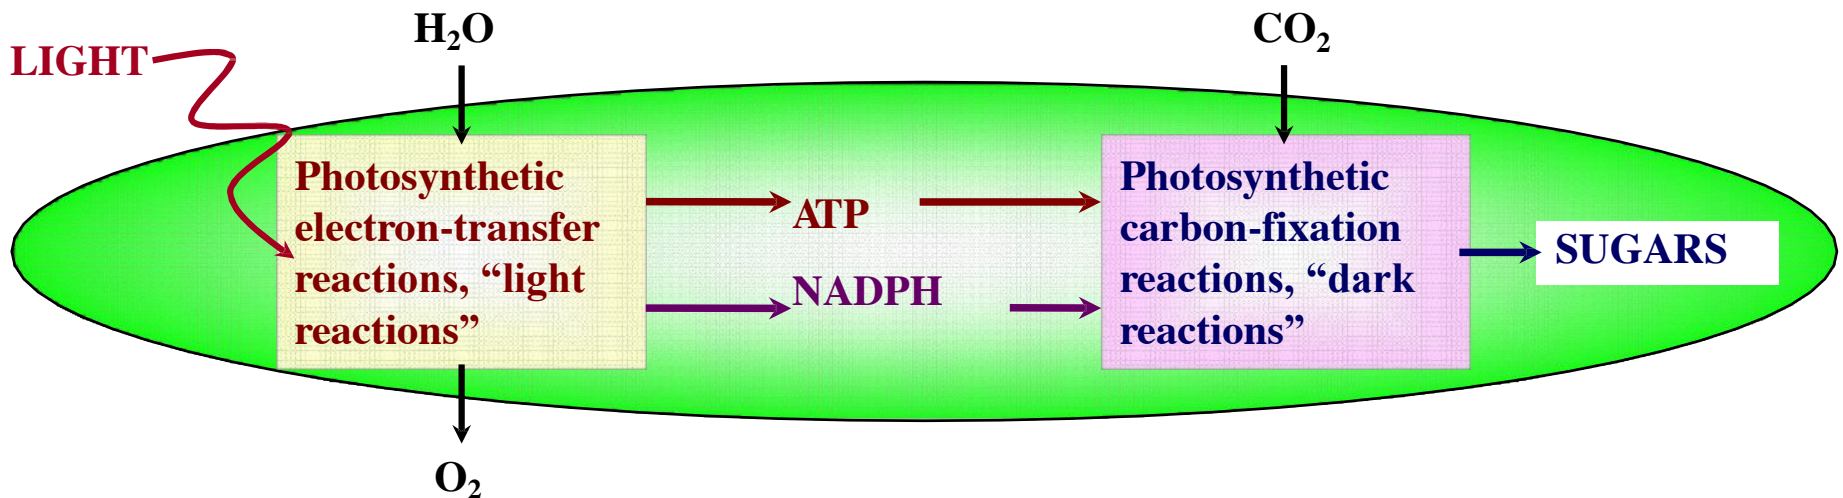 LIGHT
H₂O
CO₂
Photosynthetic
electron-transfer
reactions, “light
reactions”
ATP
NADPH
Photosynthetic
carbon-fixation
reactions, “dark
reactions”
SUGARS
O₂